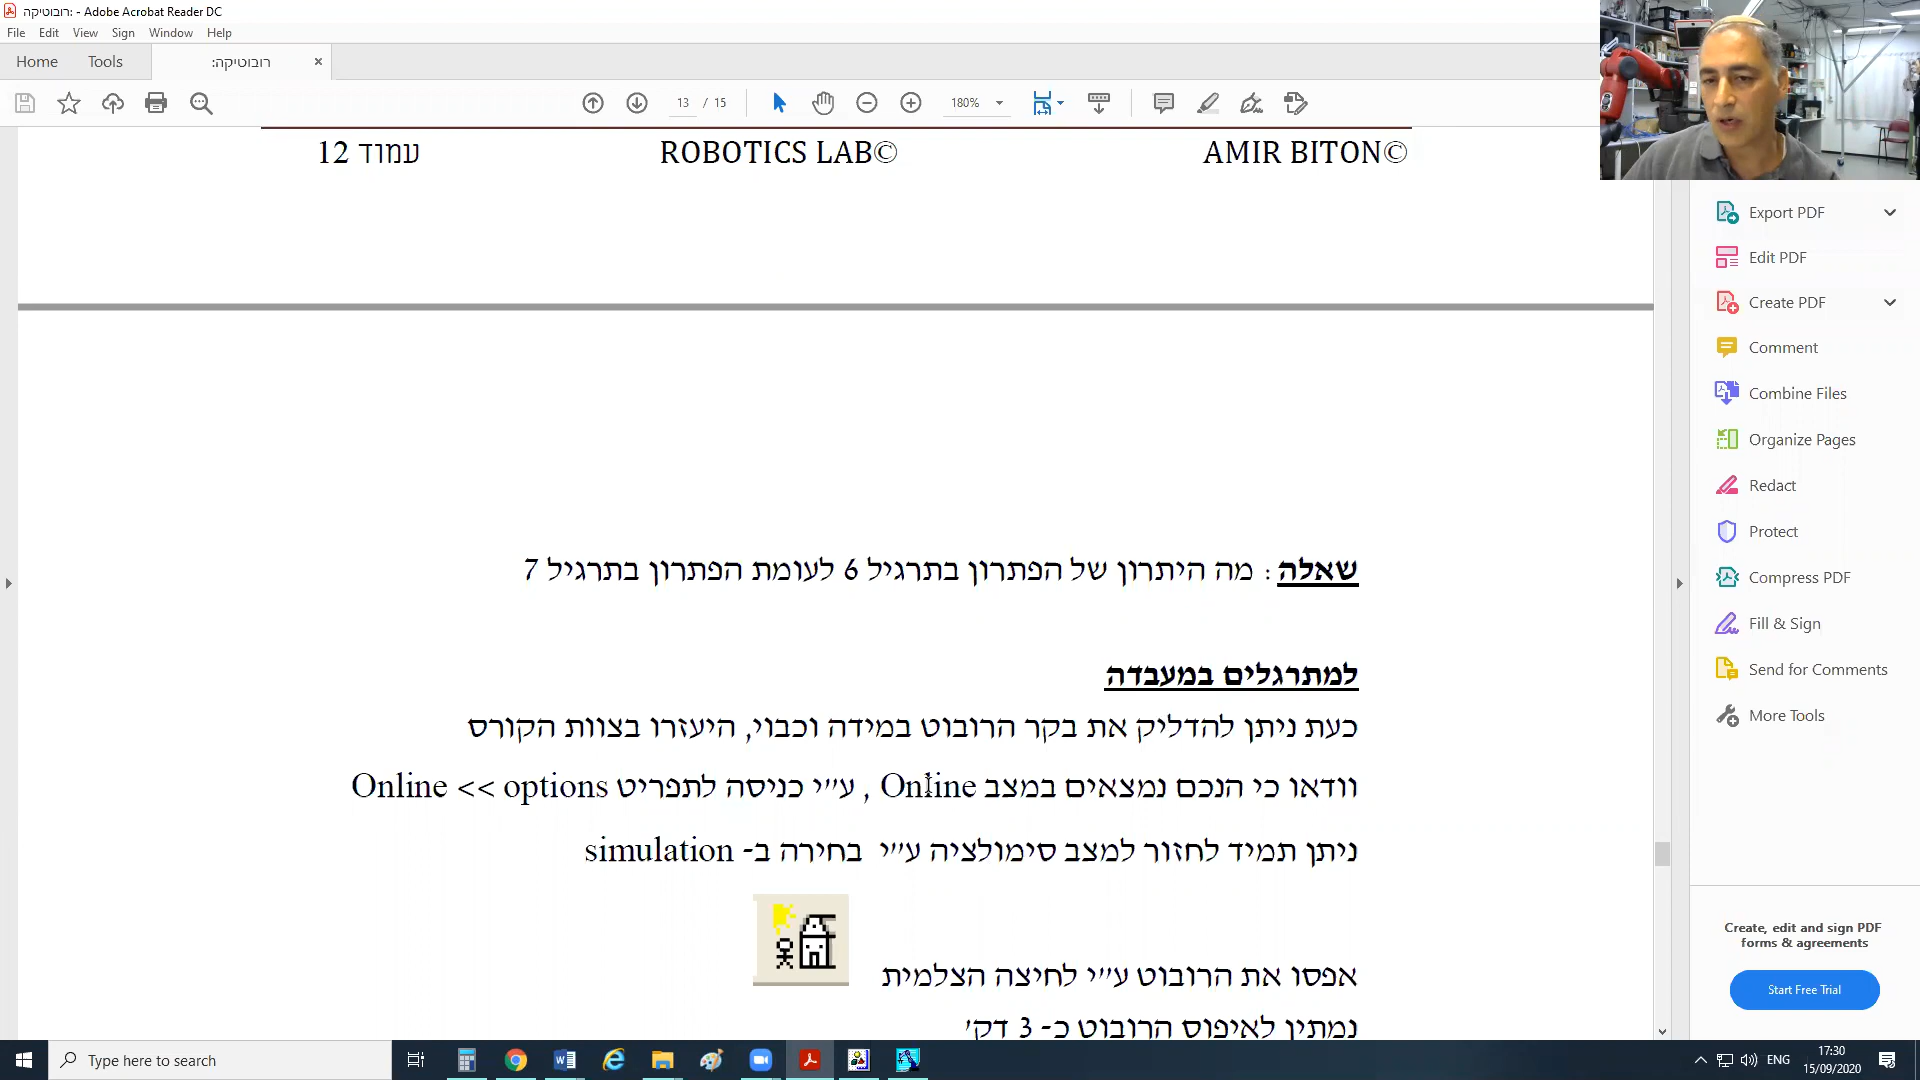 רובוטיקה: - Adobe Acrobat Reader DC
File Edit View Sign Window Help
Home Tools רובוטיקה:
13 / 15 180%
עמוד 12 ROBOTICS LAB© AMIR BITON©
שאלה : מה היתרון של הפתרון בתרגיל 6 לעומת הפתרון בתרגיל 7
למתרגלים במעבדה
כעת ניתן להדליק את בקר הרובוט במידה וכבוי, היעזרו בצוות הקורס
וודאו כי הנכם נמצאים במצב Online , ע״י כניסה לתפריט Online << options
ניתן תמיד לחזור למצב סימולציה ע״י בחירה ב- simulation
אפסו את הרובוט ע״י לחיצה הצלמית
נמתין לאיפוס הרובוט כ- 3 דק׳
Export PDF
Edit PDF
Create PDF
Comment
Combine Files
Organize Pages
Redact
Protect
Compress PDF
Fill & Sign
Send for Comments
More Tools
Create, edit and sign PDF
forms & agreements
Start Free Trial
Type here to search
ENG
17:30
15/09/2020